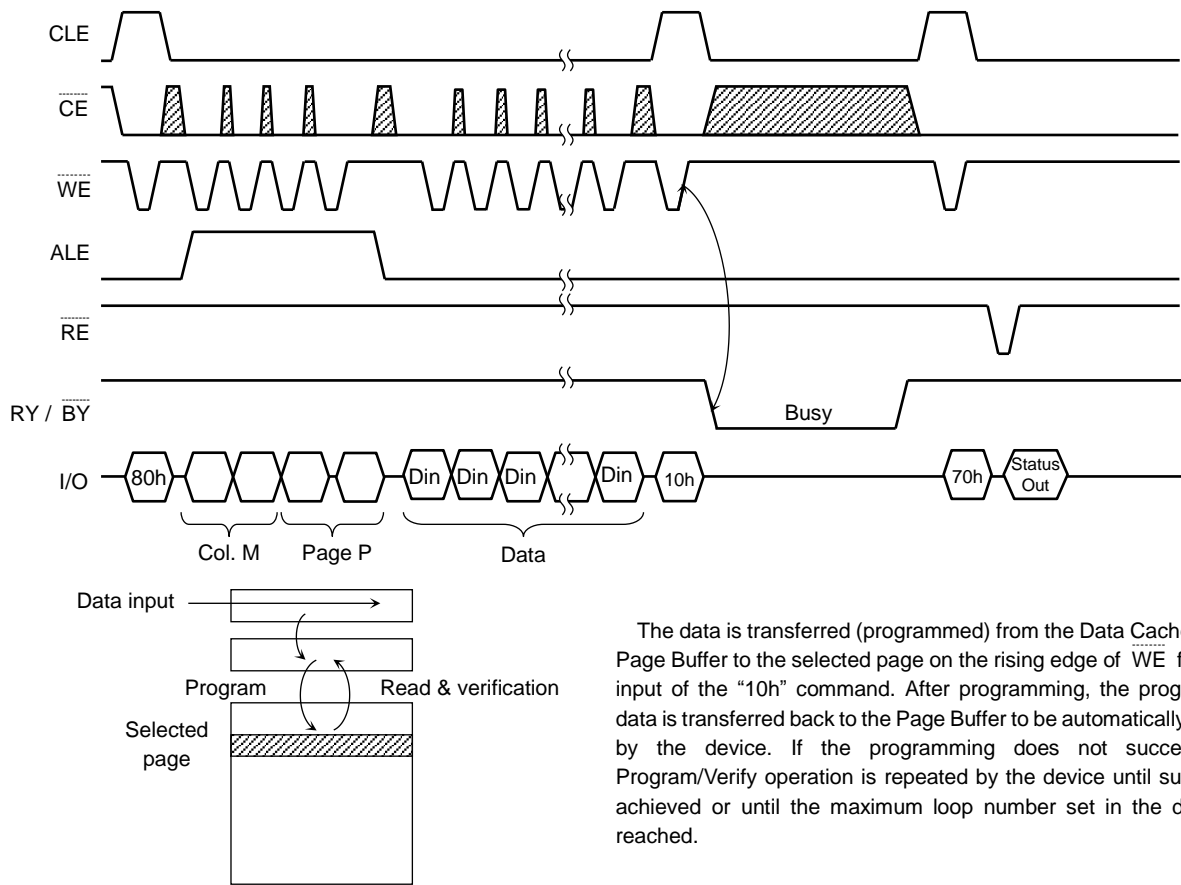 CLE
CE
WE
ALE
RE
RY / BY
Busy
I/O
80h
Din Din Din Din
10h
70h
Status
Out
Col. M
Page P
Data
Data input
Program
Read & verification
Selected
page
The data is transferred (programmed) from the Data
Page Buffer to the selected page on the rising edge of WE
input of the “10h” command. After programming, the
data is transferred back to the Page Buffer to be automatically
by the device. If the programming does not
Program/Verify operation is repeated by the device until
achieved or until the maximum loop number set in the
reached.